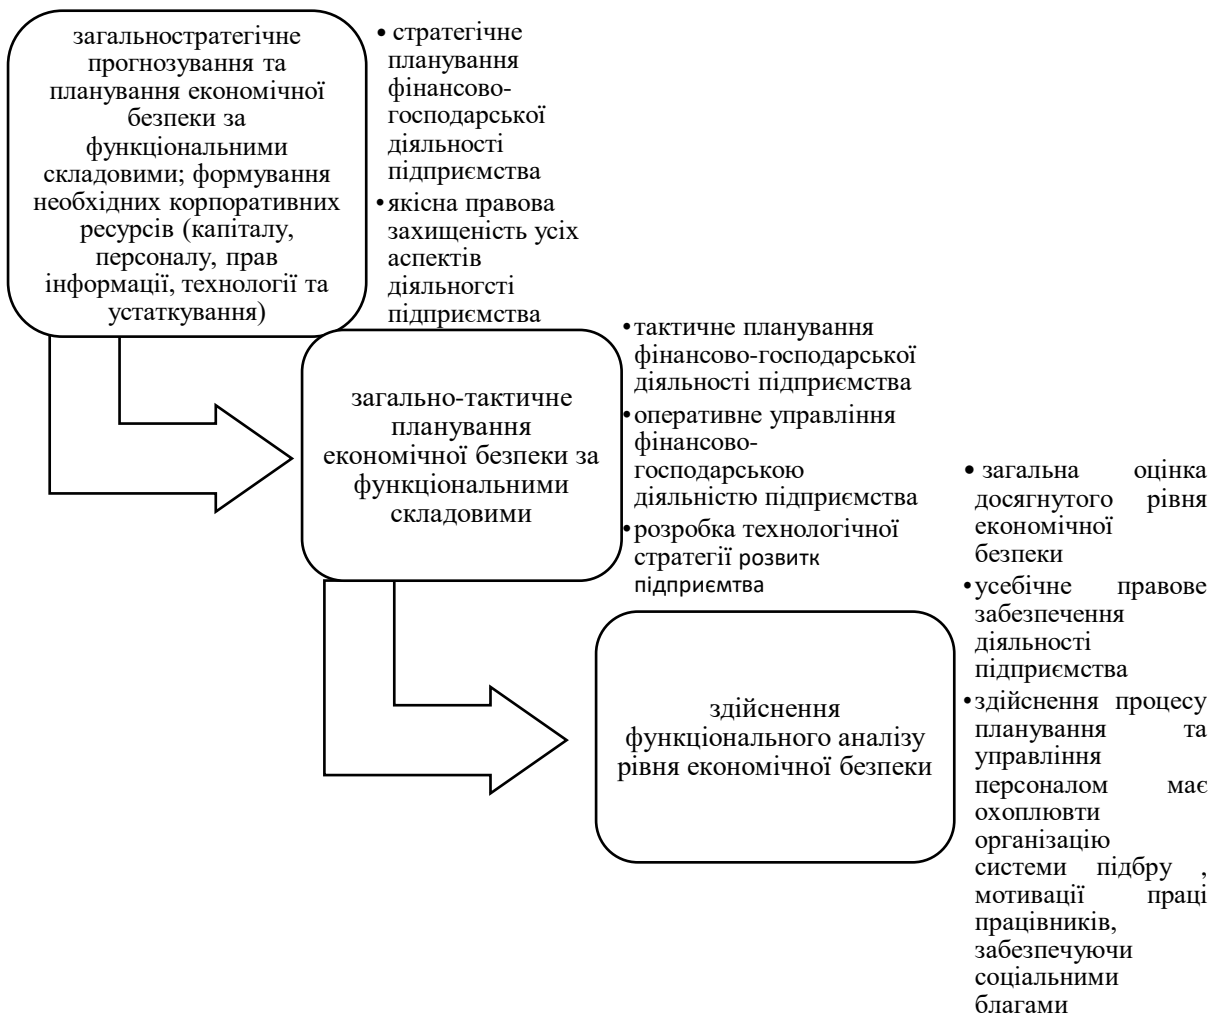 загальностратегічне
прогнозування та
планування економічної
безпеки за
функціональними
складовими; формування
необхідних корпоративних
ресурсів (капіталу,
персоналу, прав
інформації, технології та
устаткування)
• стратегічне
планування
фінансово-
господарської
діяльності
підприємства
•якісна правова
захищеність усіх
аспектів
діяльногсті
підприємства
загально-тактичне
планування
економічної безпеки за
функціональними
складовими
•тактичне планування
фінансово-господарської
діяльності підприємства
•оперативне управління
фінансово-
господарською
діяльністю підприємства
•розробка технологічної
стратегії розвитк
підприємтва
здійснення
функціонального аналізу
рівня економічної безпеки
• загальна оцінка
досягнутого рівня
економічної
безпеки
•усебічне правове
забезпечення
діяльності
підприємства
•здійснення процесу
планування та
управління
персоналом має
охоплювти
організацію
системи підбру ,
мотивації праці
працівників,
забезпечуючи
соціальними
благами